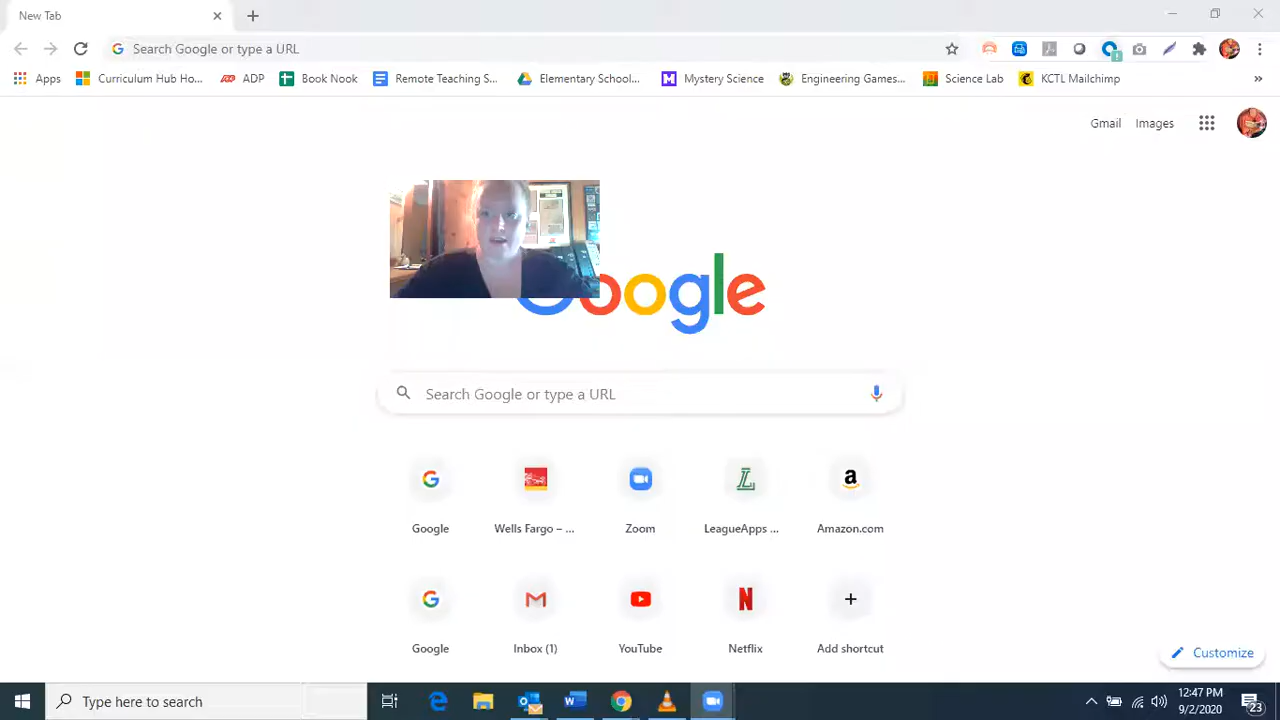 New Tab
Search Google or type a URL
Apps Curriculum Hub Ho... ADP Book Nook Remote Teaching S... Elementary School... Mystery Science Engineering Games... Science Lab KCTL Mailchimp »
Gmail Images
Google
Search Google or type a URL
Google Wells Fargo – ... Zoom LeagueApps ... Amazon.com
Google Inbox (1) YouTube Netflix Add shortcut
Customize
Type here to search
12:47 PM
9/2/2020
23